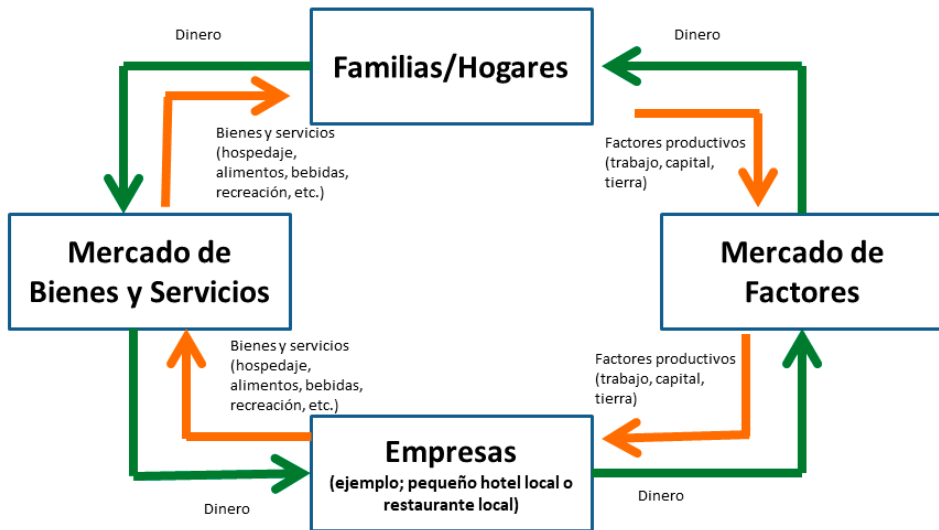 Dinero
Familias/Hogares
Dinero
Bienes y servicios
(hospedaje,
alimentos, bebidas,
recreación, etc.)
Factores productivos
(trabajo, capital,
tierra)
Mercado de
Bienes y Servicios
Mercado de
Factores
Bienes y servicios
(hospedaje,
alimentos, bebidas,
recreación, etc.)
Factores productivos
(trabajo, capital,
tierra)
Empresas
(ejemplo; pequeño hotel local o
restaurante local)
Dinero
Dinero